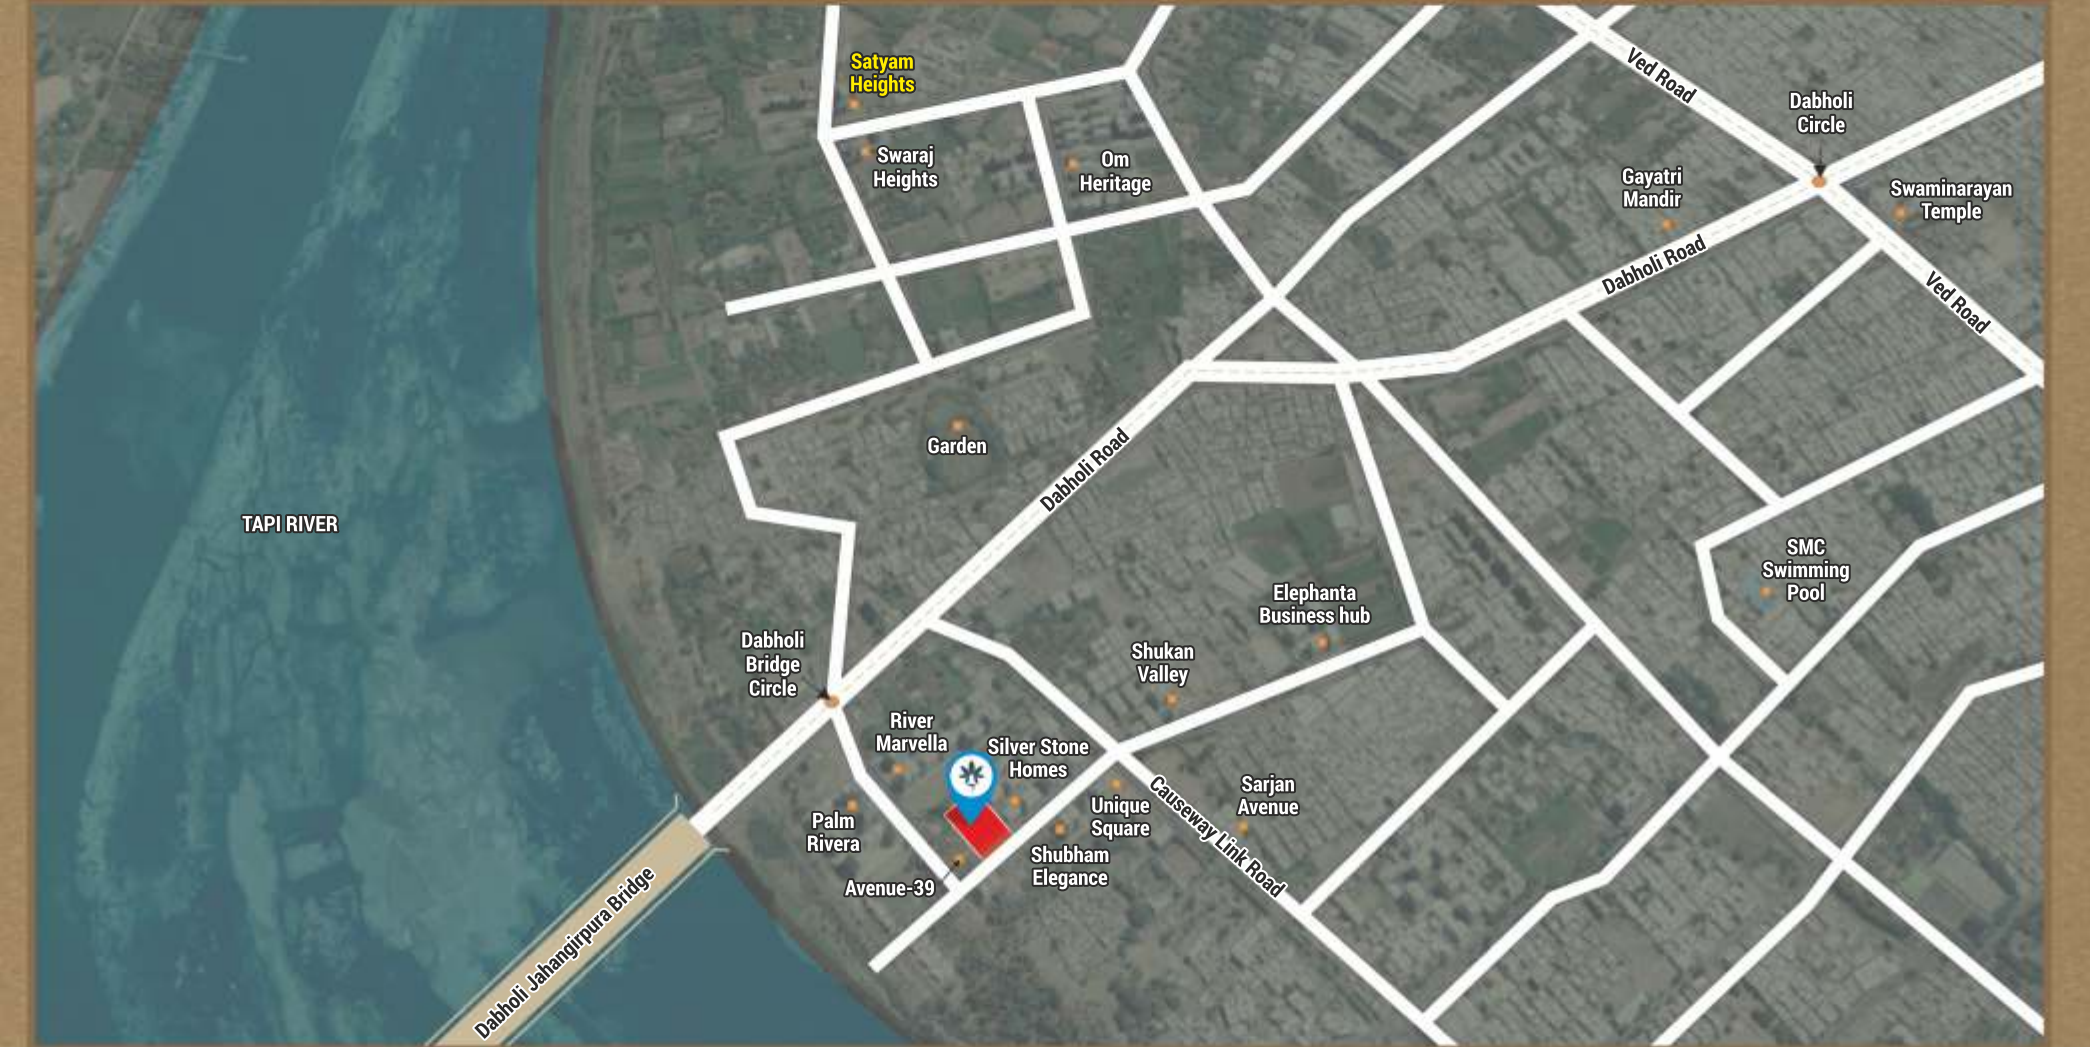 Satyam
Heights
Ved Road
Dabholi
Circle
Swaraj
Heights
Om
Heritage
Gayatri
Mandir
Swaminarayan
Temple
Dabholi Road
Ved Road
Garden
Dabholi Road
TAPI RIVER
SMC
Swimming
Pool
Elephanta
Business hub
Dabholi
Bridge
Circle
Shukan
Valley
River
Marvella
Silver Stone
Homes
Sarjan
Avenue
Unique
Square
Causeway Link Road
Palm
Rivera
Shubham
Elegance
Avenue-39
Dabholi Jahangirpura Bridge